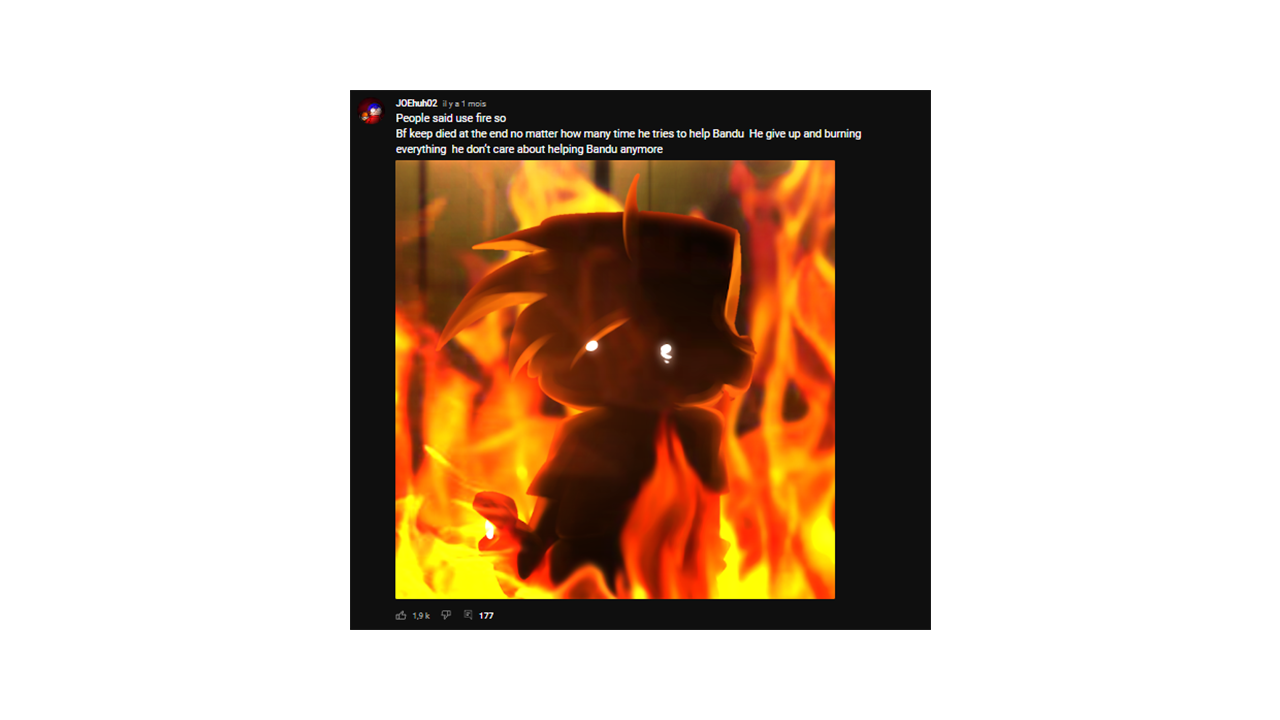 JOEhuh02 il y a 1 mois
People said use fire so
Bf keep died at the end no matter how many time he tries to help Bandu  He give up and burning
everything  he don't care about helping Bandu anymore
1,9 k 177